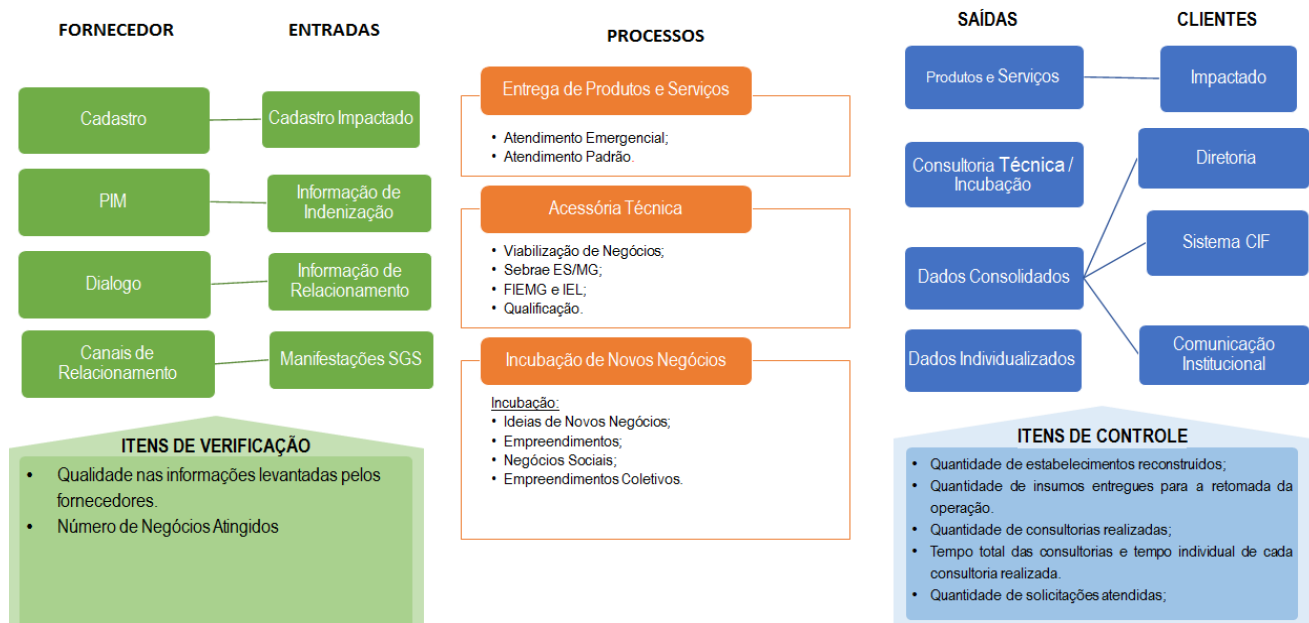 FORNECEDOR
ENTRADAS
Cadastro
Cadastro Impactado
PIM
Informação de
Indenização
Dialogo
Informação de
Relacionamento
Canais de
Relacionamento
Manifestações SGS
ITENS DE VERIFICAÇÃO
• Qualidade nas informações levantadas pelos
fornecedores.
• Número de Negócios Atingidos
PROCESSOS
Entrega de Produtos e Serviços
• Atendimento Emergencial;
• Atendimento Padrão.
Acessória Técnica
• Viabilização de Negócios;
• Sebrae ES/MG;
• FIEMG e IEL;
• Qualificação.
Incubação de Novos Negócios
Incubação:
• Ideias de Novos Negócios;
• Empreendimentos;
• Negócios Sociais;
• Empreendimentos Coletivos.
SAÍDAS
CLIENTES
Produtos e Serviços
Impactado
Consultoria Técnica /
Incubação
Diretoria
Sistema CIF
Dados Consolidados
Dados Individualizados
Comunicação
Institucional
ITENS DE CONTROLE
• Quantidade de estabelecimentos reconstruídos;
• Quantidade de insumos entregues para a retomada da
operação.
• Quantidade de consultorias realizadas;
• Tempo total das consultorias e tempo individual de cada
consultoria realizada.
• Quantidade de solicitações atendidas;